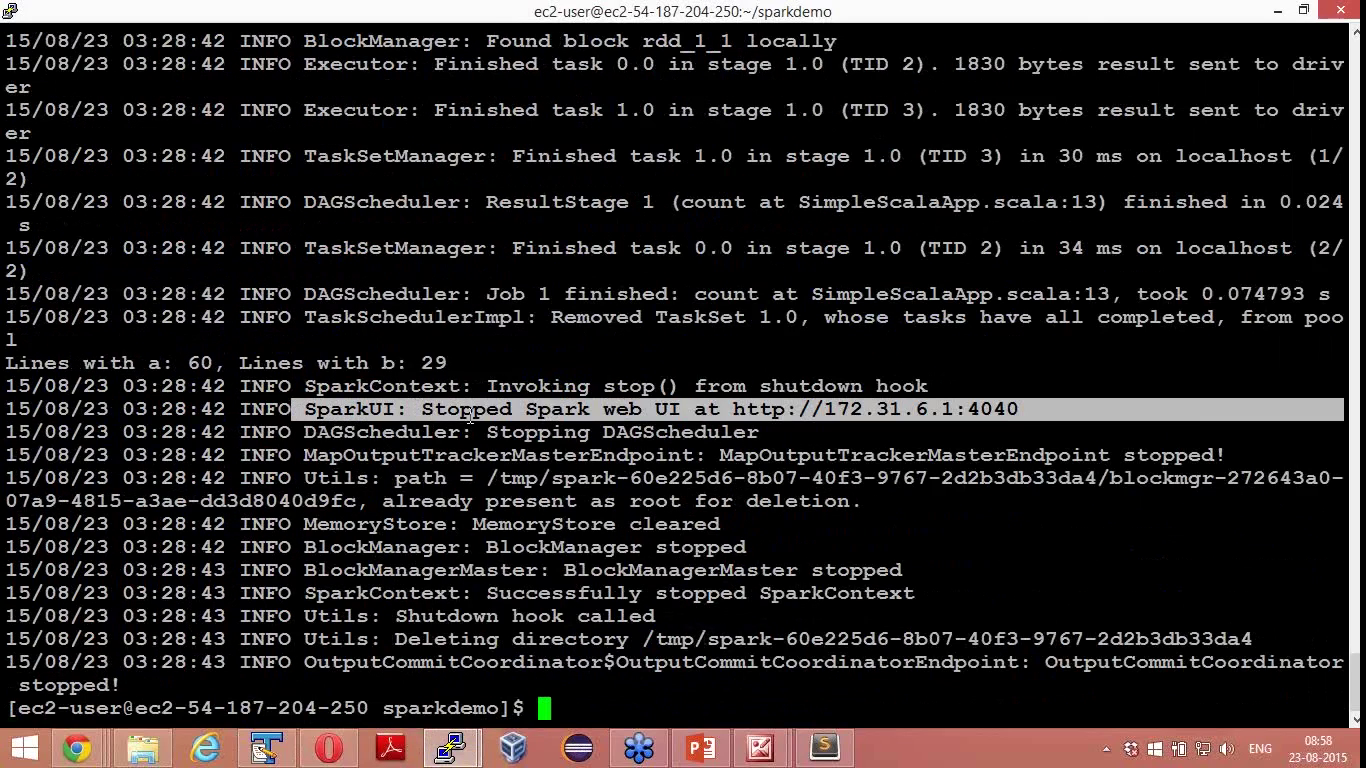 ec2-user@ec2-54-187-204-250:~/sparkdemo
15/08/23 03:28:42 INFO BlockManager: Found block rdd_1_1 locally
15/08/23 03:28:42 INFO Executor: Finished task 0.0 in stage 1.0 (TID 2). 1830 bytes result sent to driv
er
15/08/23 03:28:42 INFO Executor: Finished task 1.0 in stage 1.0 (TID 3). 1830 bytes result sent to driv
er
15/08/23 03:28:42 INFO TaskSetManager: Finished task 1.0 in stage 1.0 (TID 3) in 30 ms on localhost (1/
2)
15/08/23 03:28:42 INFO DAGScheduler: ResultStage 1 (count at SimpleScalaApp.scala:13) finished in 0.024
s
15/08/23 03:28:42 INFO TaskSetManager: Finished task 0.0 in stage 1.0 (TID 2) in 34 ms on localhost (2/
2)
15/08/23 03:28:42 INFO DAGScheduler: Job 1 finished: count at SimpleScalaApp.scala:13, took 0.074793 s
15/08/23 03:28:42 INFO TaskSchedulerImpl: Removed TaskSet 1.0, whose tasks have all completed, from poo
l
Lines with a: 60, Lines with b: 29
15/08/23 03:28:42 INFO SparkContext: Invoking stop() from shutdown hook
15/08/23 03:28:42 INFO SparkUI: Stopped Spark web UI at http://172.31.6.1:4040
15/08/23 03:28:42 INFO DAGScheduler: Stopping DAGScheduler
15/08/23 03:28:42 INFO MapOutputTrackerMasterEndpoint: MapOutputTrackerMasterEndpoint stopped!
15/08/23 03:28:42 INFO Utils: path = /tmp/spark-60e225d6-8b07-40f3-9767-2d2b3db33da4/blockmgr-272643a0-
07a9-4815-a3ae-dd3d8040d9fc, already present as root for deletion.
15/08/23 03:28:42 INFO MemoryStore: MemoryStore cleared
15/08/23 03:28:42 INFO BlockManager: BlockManager stopped
15/08/23 03:28:43 INFO BlockManagerMaster: BlockManagerMaster stopped
15/08/23 03:28:43 INFO SparkContext: Successfully stopped SparkContext
15/08/23 03:28:43 INFO Utils: Shutdown hook called
15/08/23 03:28:43 INFO Utils: Deleting directory /tmp/spark-60e225d6-8b07-40f3-9767-2d2b3db33da4
15/08/23 03:28:43 INFO OutputCommitCoordinator$OutputCommitCoordinatorEndpoint: OutputCommitCoordinator
stopped!
[ec2-user@ec2-54-187-204-250 sparkdemo]$
ENG
08:58
23-08-2015